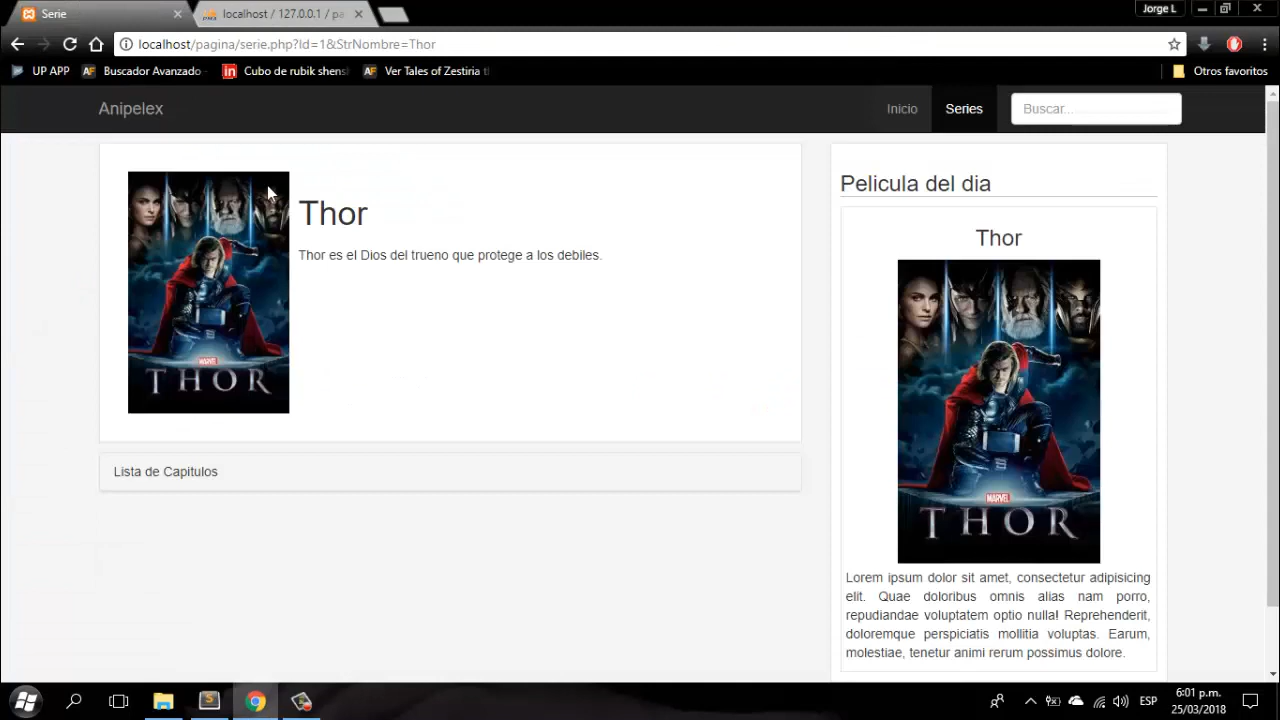 Serie
localhost / 127.0.0.1 / pa
Jorge L
localhost/pagina/serie.php?Id=1&StrNombre=Thor
UP APP
AF
Buscador Avanzado -
in
Cubo de rubik shens
AF
Ver Tales of Zestiria t
Otros favoritos
Anipelex
Inicio
Series
Buscar...
THOR
MARVEL
Thor
Thor es el Dios del trueno que protege a los debiles.
Lista de Capitulos
Pelicula del dia
Thor
MARVEL
THOR
Lorem ipsum dolor sit amet, consectetur adipisicing
elit. Quae doloribus omnis alias nam porro,
repudiandae voluptatem optio nulla! Reprehenderit,
doloremque perspiciatis mollitia voluptas. Earum,
molestiae, tenetur animi rerum possimus dolore.
ESP
6:01 p.m.
25/03/2018